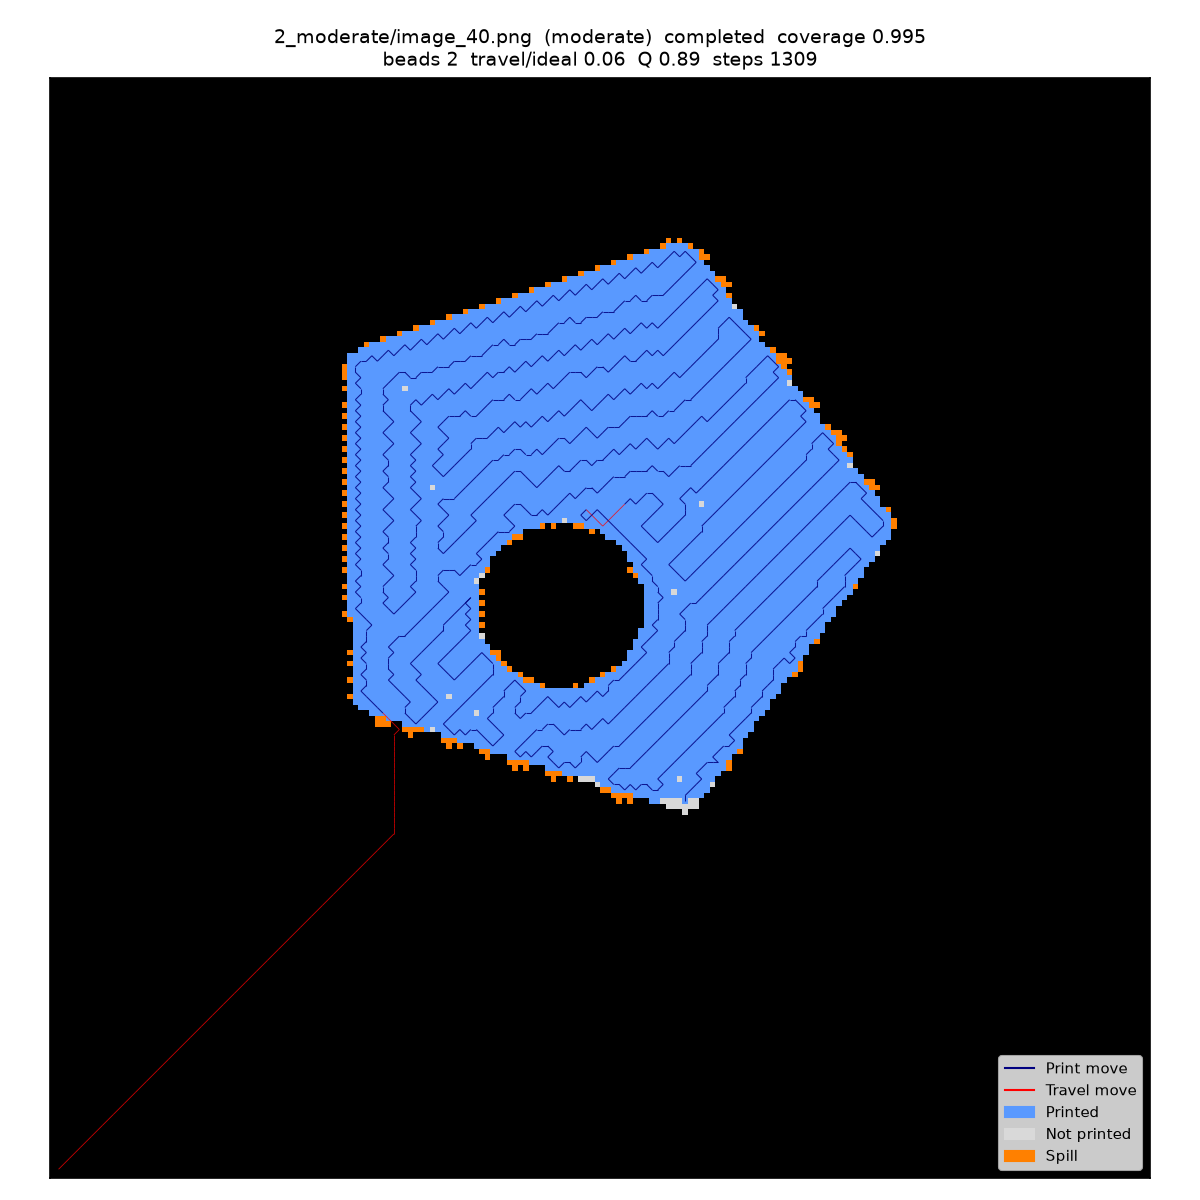 2_moderate/image_40.png  (moderate)  completed  coverage 0.995
beads 2  travel/ideal 0.06  Q 0.89  steps 1309
Print move
Travel move
Printed
Not printed
Spill